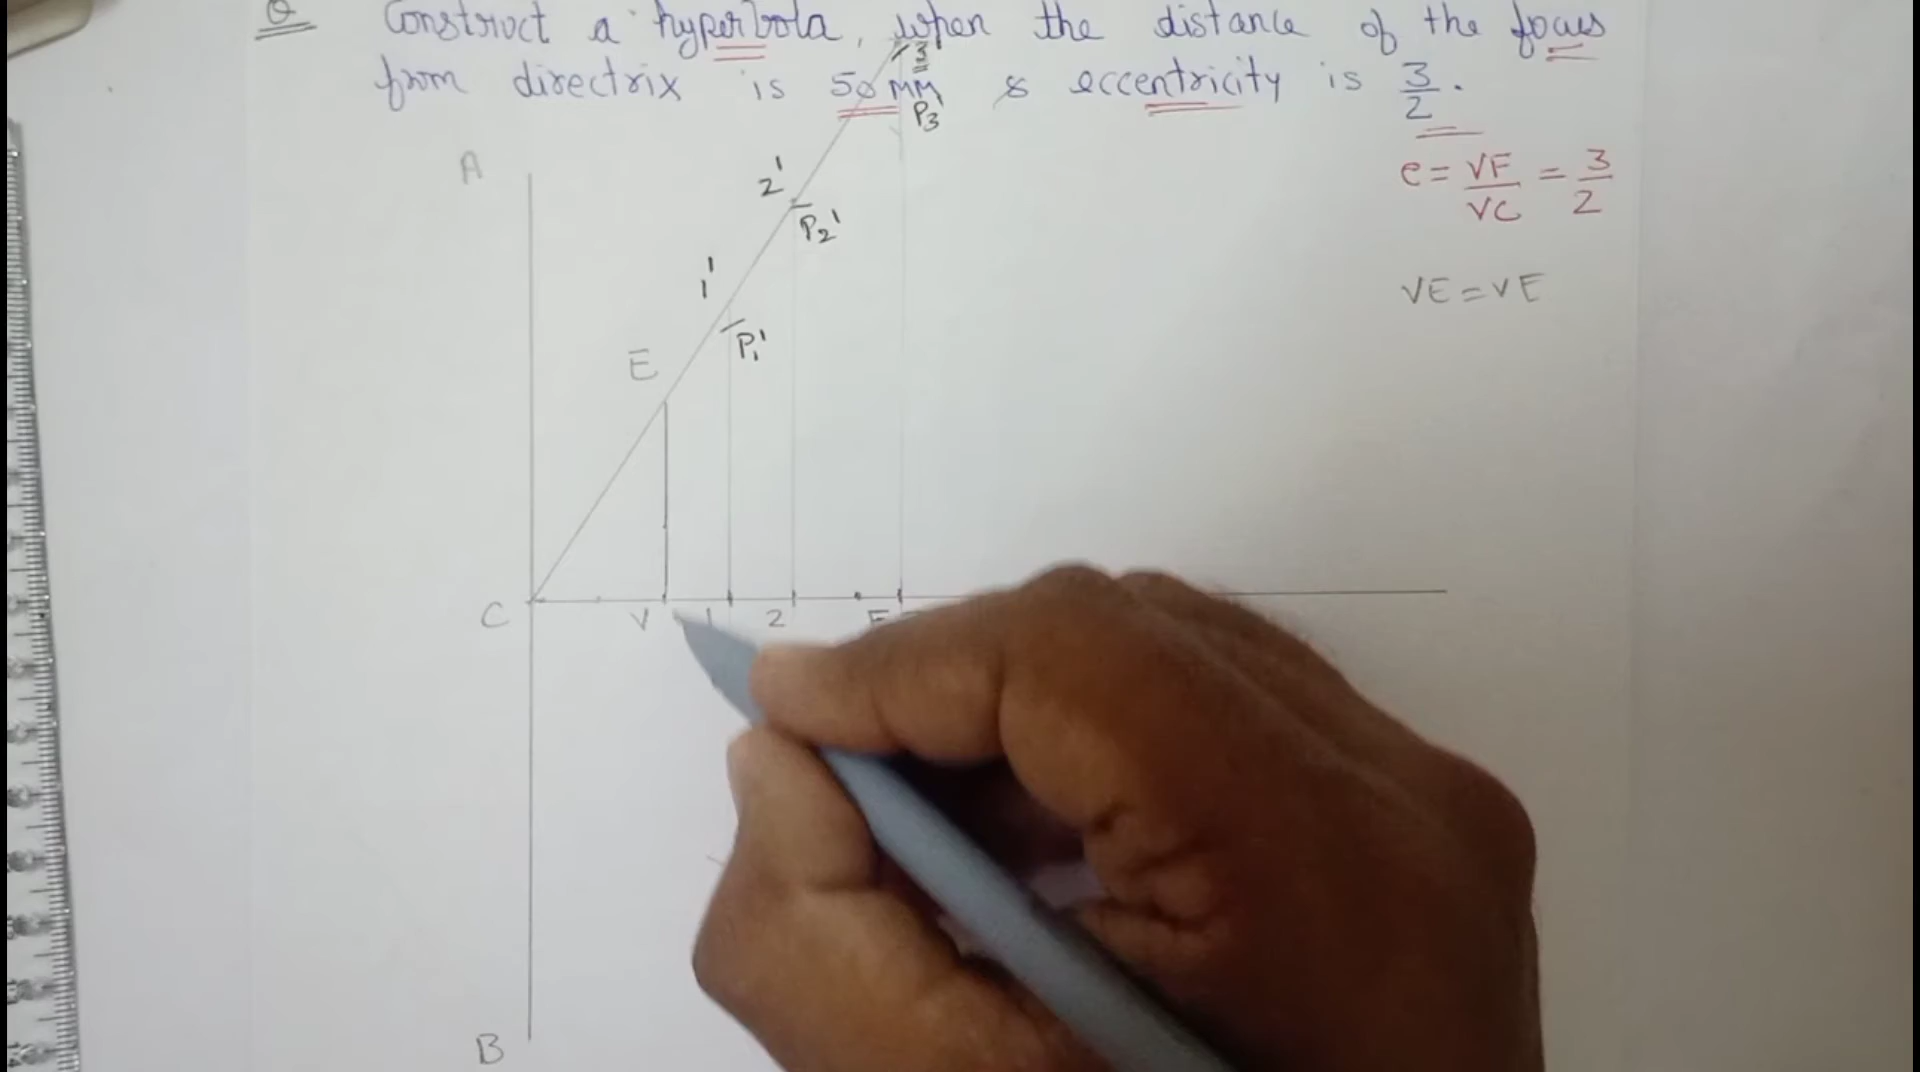 Q Construct a hyperbola, when the distance of the focus
from directrix is 50 MM & eccentricity is 3/2.
e = VF/VC = 3/2
VE = VE
A
3'
P3'
2'
P2'
1'
P1'
E
C V 1 2 F
B